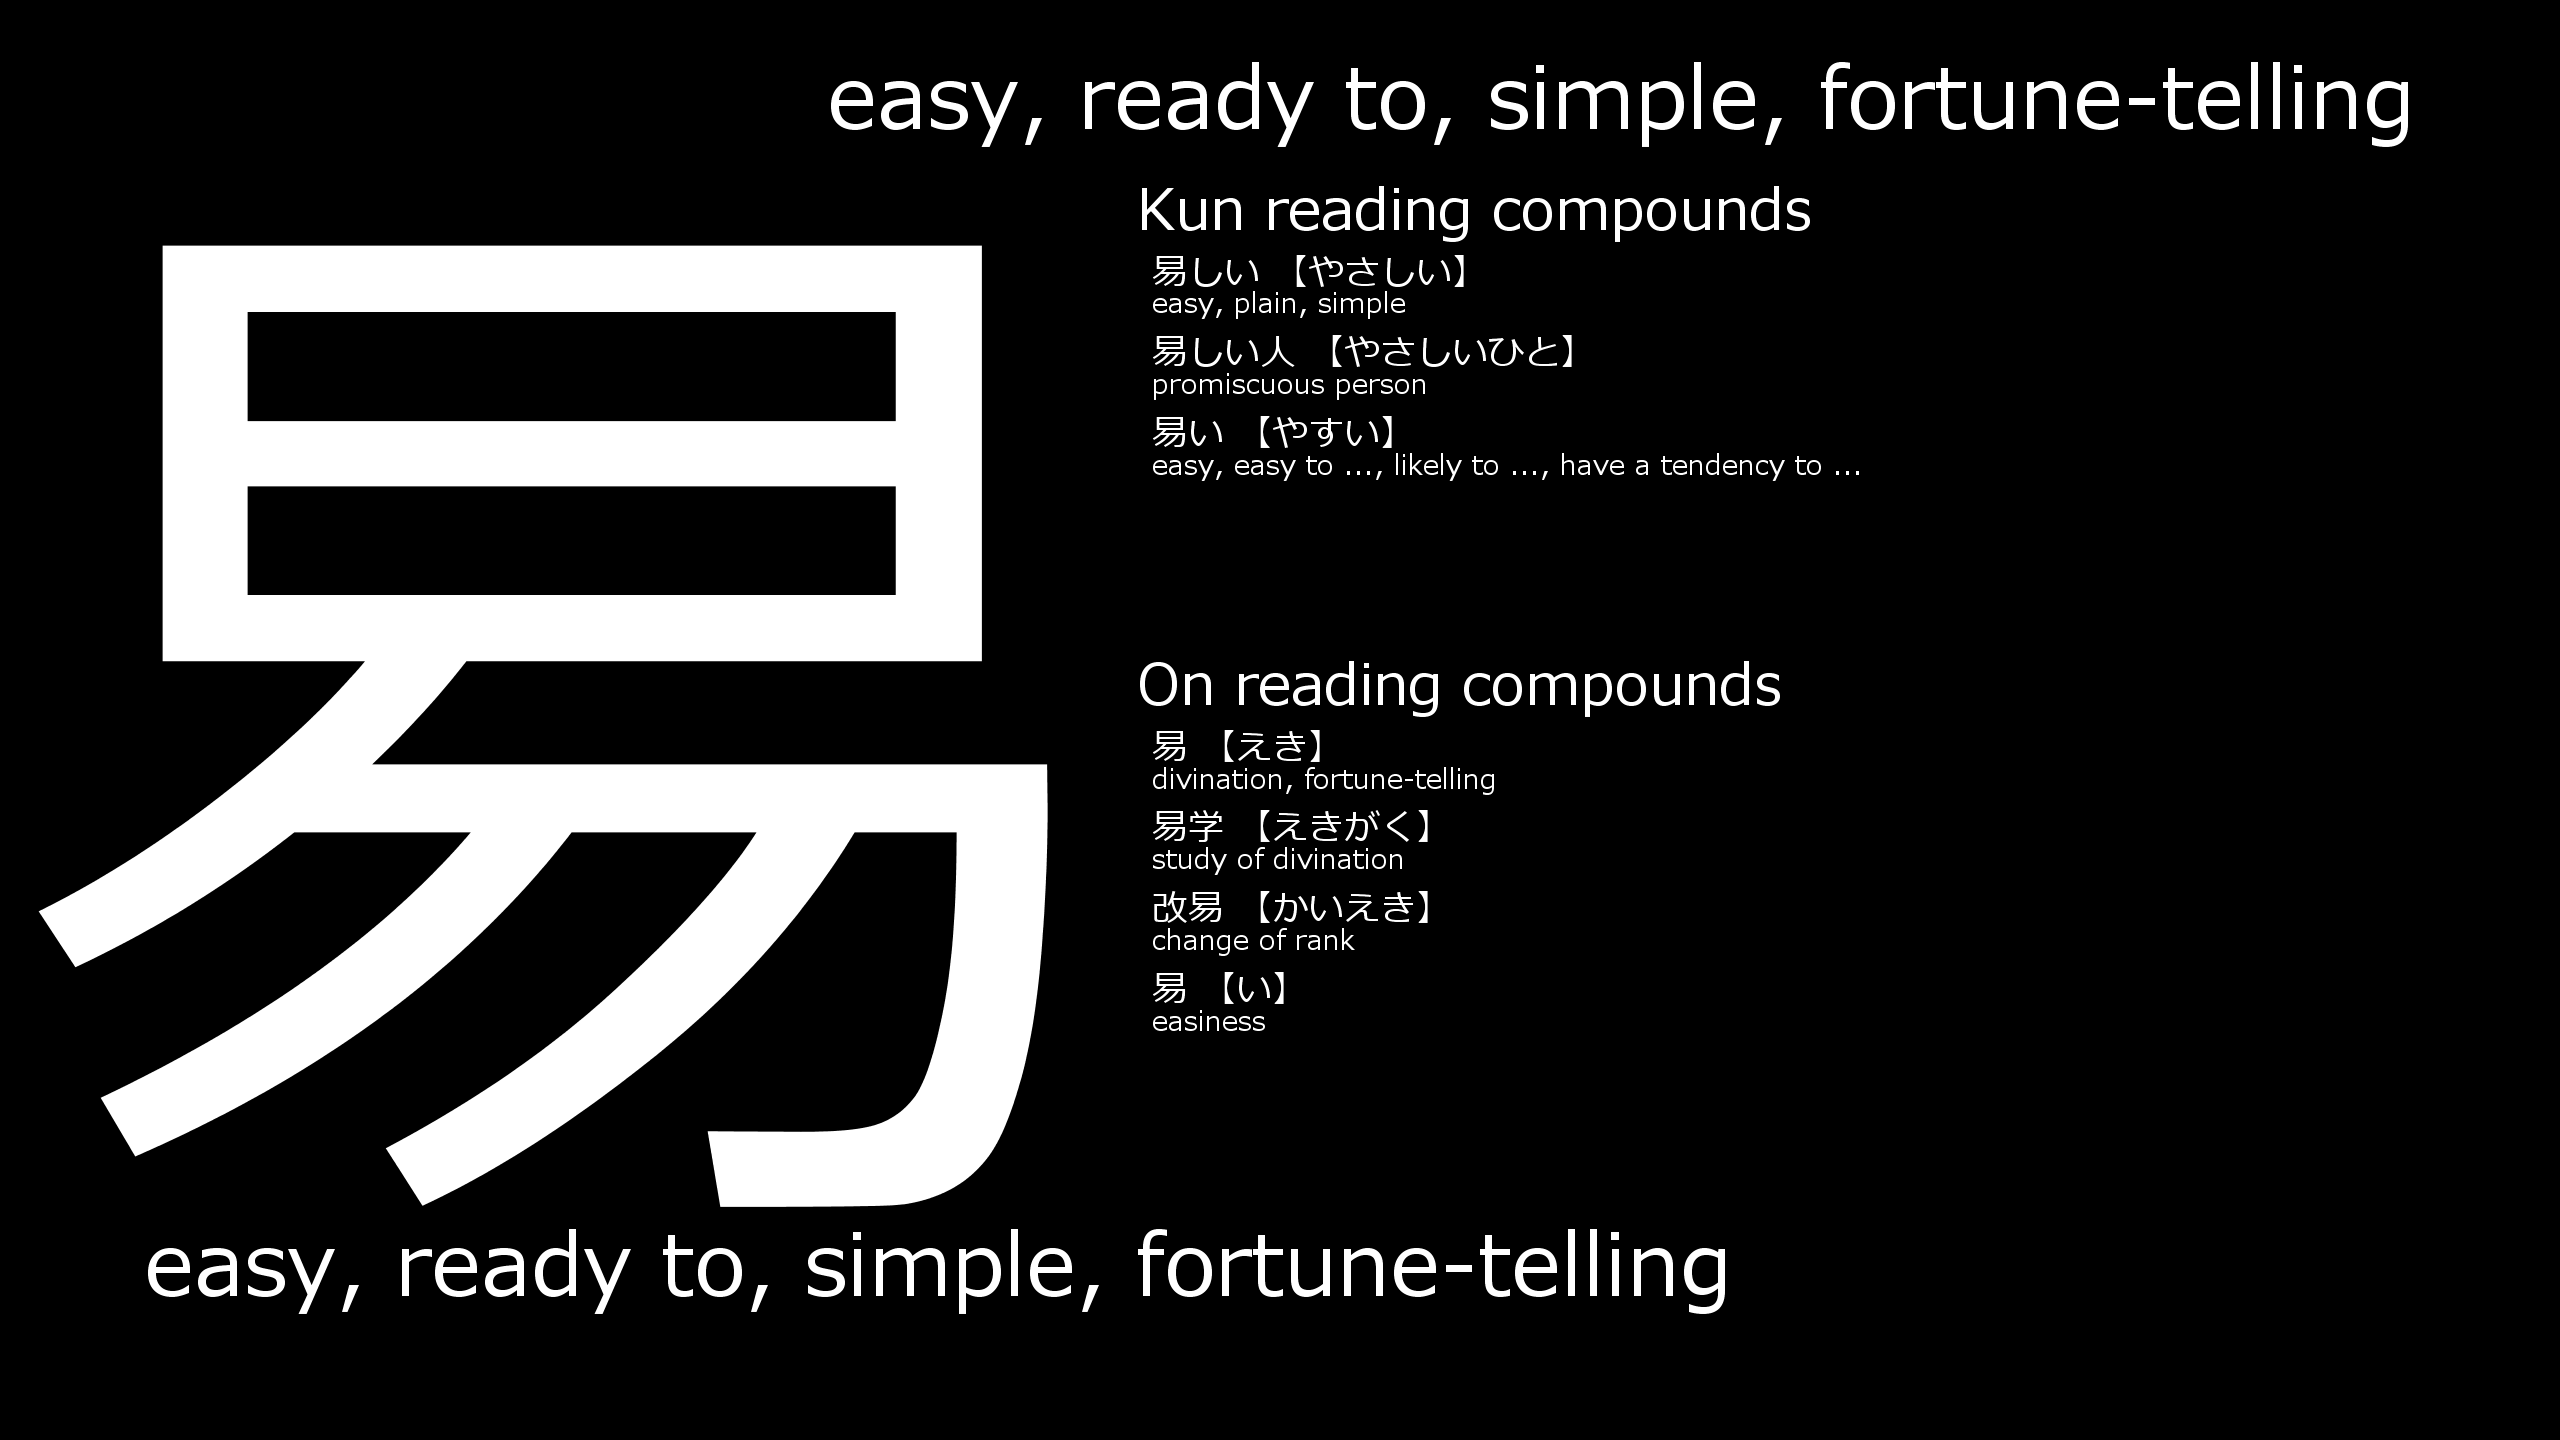 easy, ready to, simple, fortune-telling
易
Kun reading compounds
易しい 【やさしい】
easy, plain, simple
易しい人 【やさしいひと】
promiscuous person
易い 【やすい】
easy, easy to ..., likely to ..., have a tendency to ...
On reading compounds
易 【えき】
divination, fortune-telling
易学 【えきがく】
study of divination
改易 【かいえき】
change of rank
易 【い】
easiness
easy, ready to, simple, fortune-telling